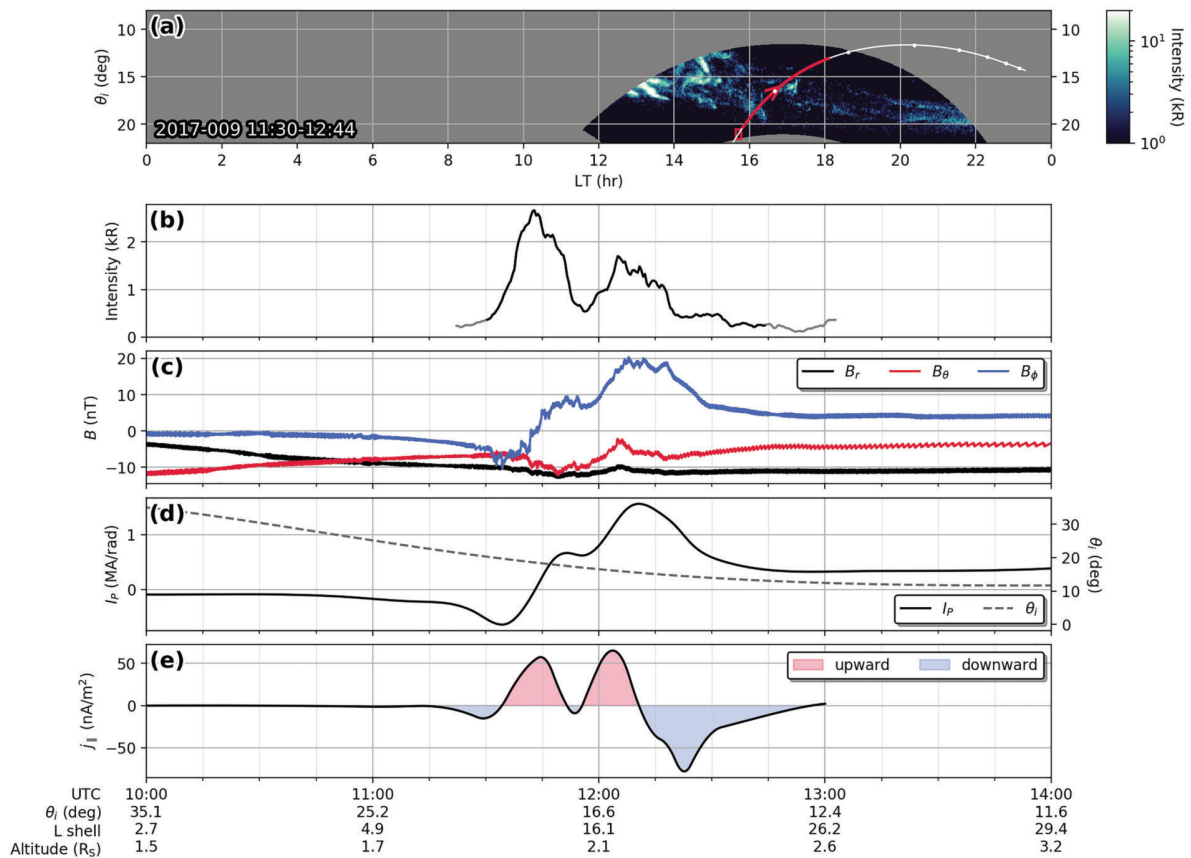 (a)
10
15
20
θi (deg)
10
15
20
2017-009 11:30-12:44
0 2 4 6 8 10 12 14 16 18 20 22 0
LT (hr)
10¹
10⁰
Intensity (kR)
(b)
2
1
0
Intensity (kR)
(c)
20
10
0
−10
B (nT)
Br Bθ Bϕ
(d)
1
0
IP (MA/rad)
30
20
10
0
θi (deg)
IP θi
(e)
50
0
−50
j∥ (nA/m²)
upward downward
UTC 10:00 11:00 12:00 13:00 14:00
θi (deg) 35.1 25.2 16.6 12.4 11.6
L shell 2.7 4.9 16.1 26.2 29.4
Altitude (RS) 1.5 1.7 2.1 2.6 3.2